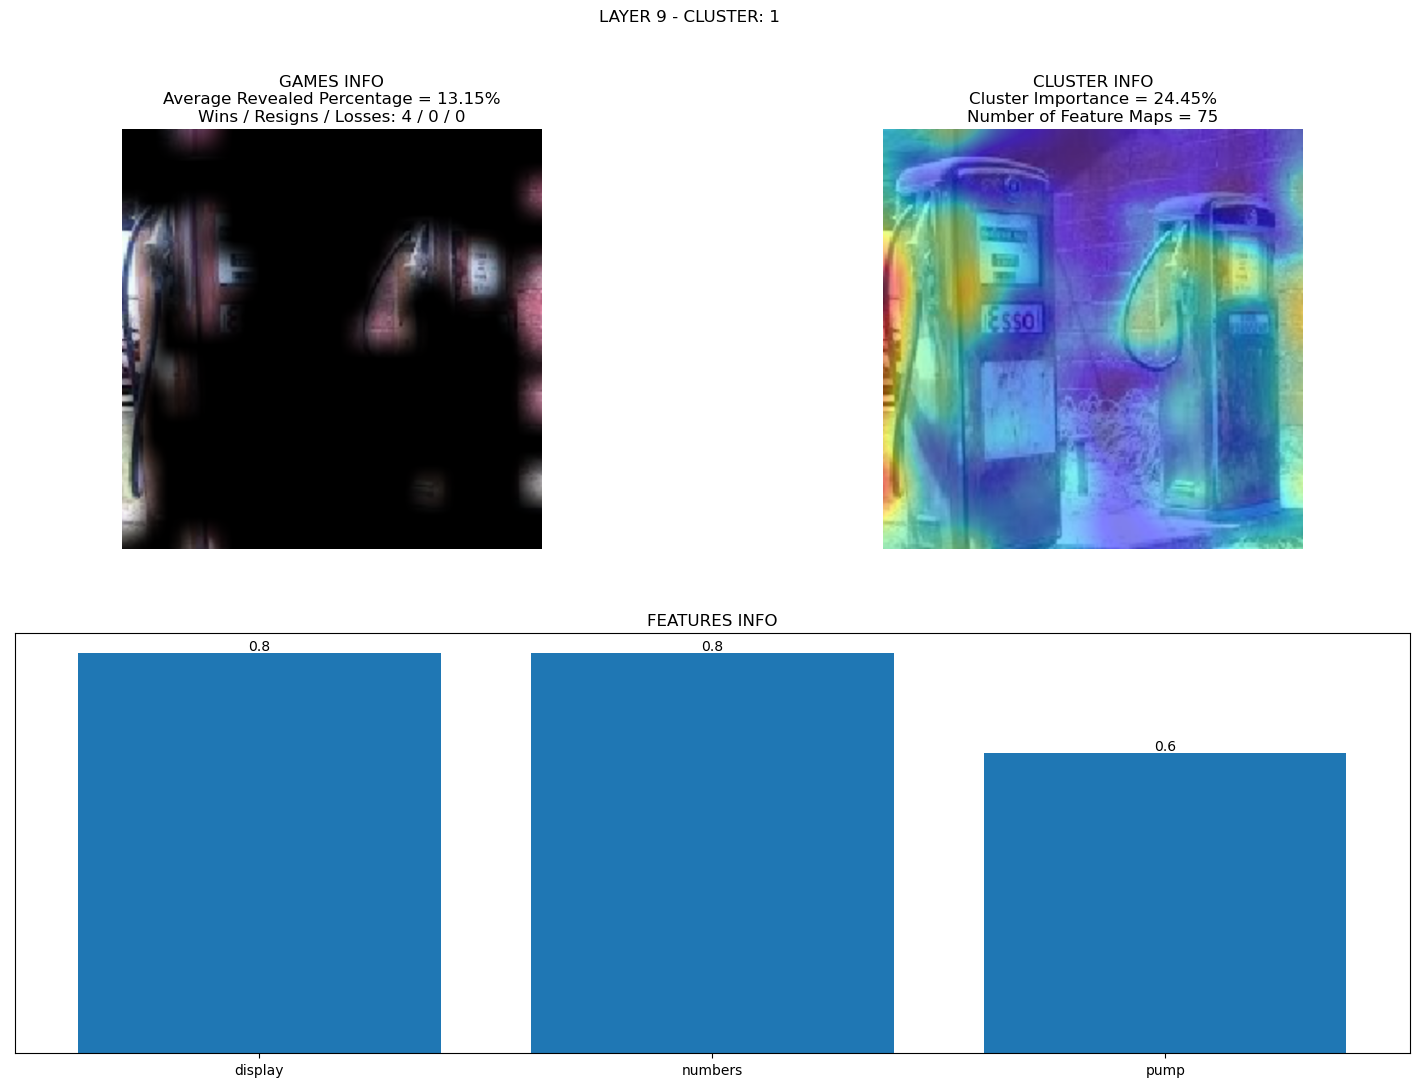 LAYER 9 - CLUSTER: 1
GAMES INFO
Average Revealed Percentage = 13.15%
Wins / Resigns / Losses: 4 / 0 / 0
CLUSTER INFO
Cluster Importance = 24.45%
Number of Feature Maps = 75
FEATURES INFO
0.8
0.8
0.6
display
numbers
pump